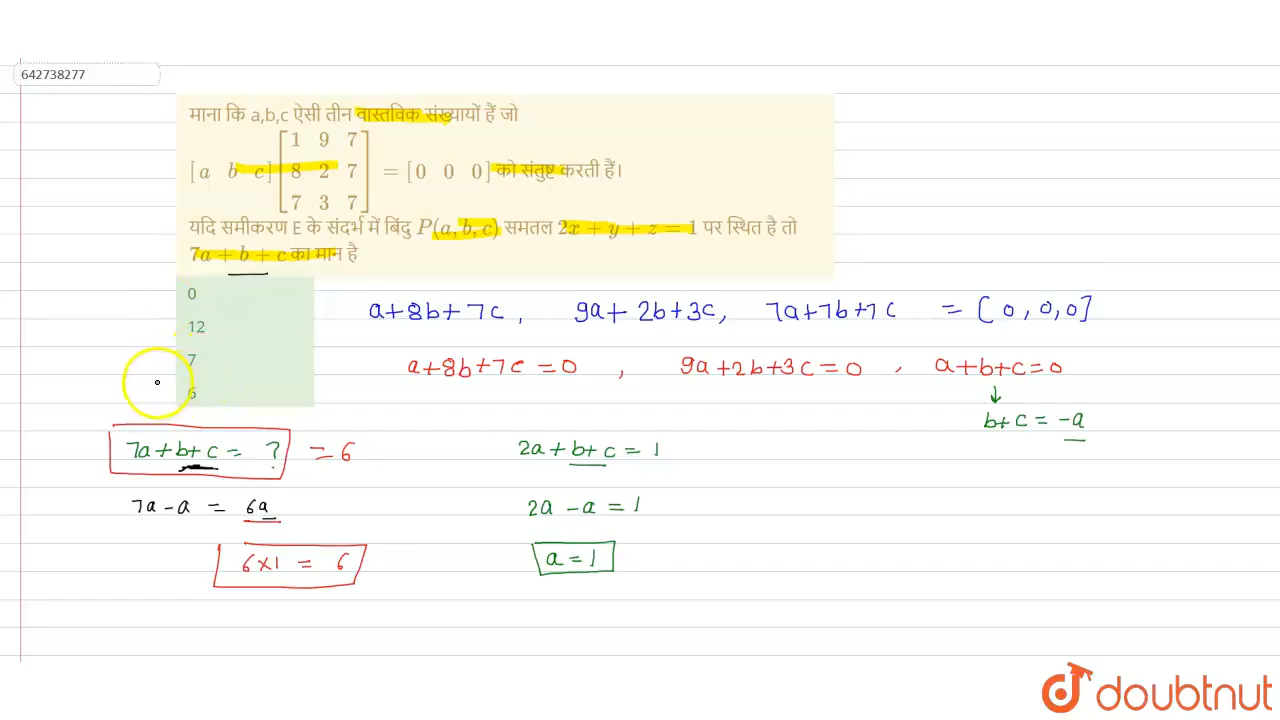 642738277
माना कि a,b,c ऐसी तीन वास्तविक संख्यायों हैं जो
[a b c] [1 9 7
8 2 7
7 3 7] = [0 0 0] को संतुष्ट करती हैं।
यदि समीकरण E के संदर्भ में बिंदु P(a, b, c) समतल 2x + y + z = 1 पर स्थित है तो
7a + b + c का मान है
0
12
7
6
a+8b+7c, 9a+2b+3c, 7a+7b+7c = [0,0,0]
a+8b+7c=0, 9a+2b+3c=0, a+b+c=0
↓
b+c = -a
7a+b+c = ? = 6
2a+b+c = 1
7a-a = 6a
2a-a = 1
6×1 = 6
a=1
doubtnut